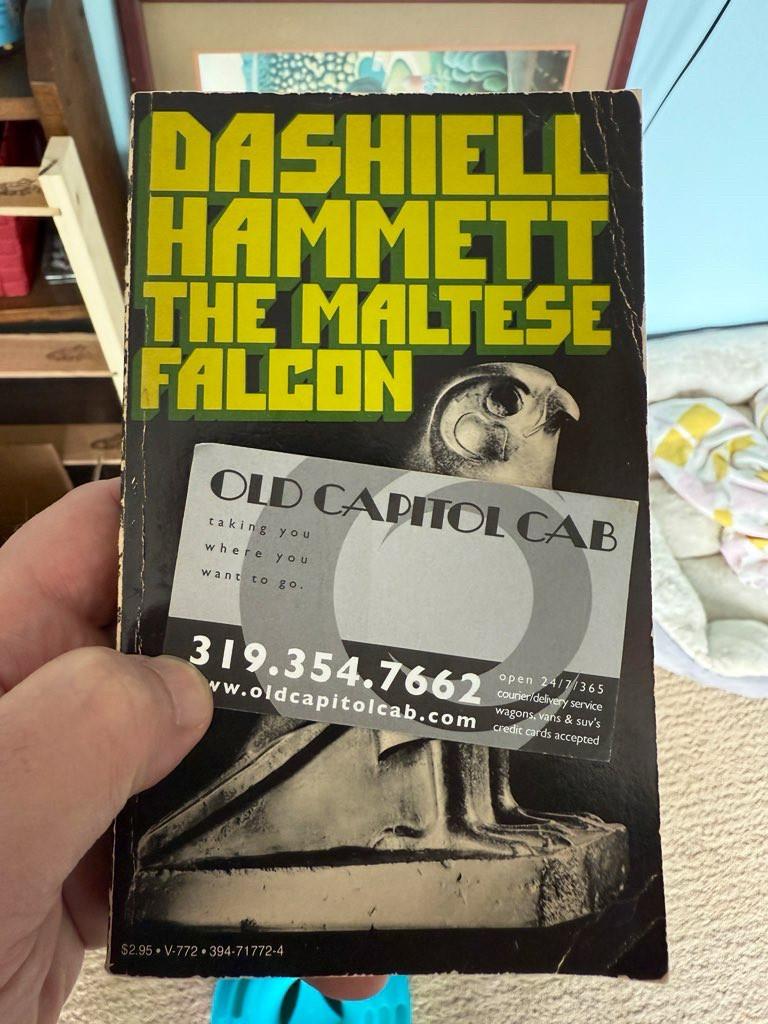 DASHIELL
HAMMETT
THE MALTESE
FALCON
OLD CAPITOL CAB
taking you
where you
want to go.
319.354.7662
www.oldcapitolcab.com
open 24/7/365
courier/delivery service
wagons, vans & suv's
credit cards accepted
$2.95 • V-772 • 394-71772-4